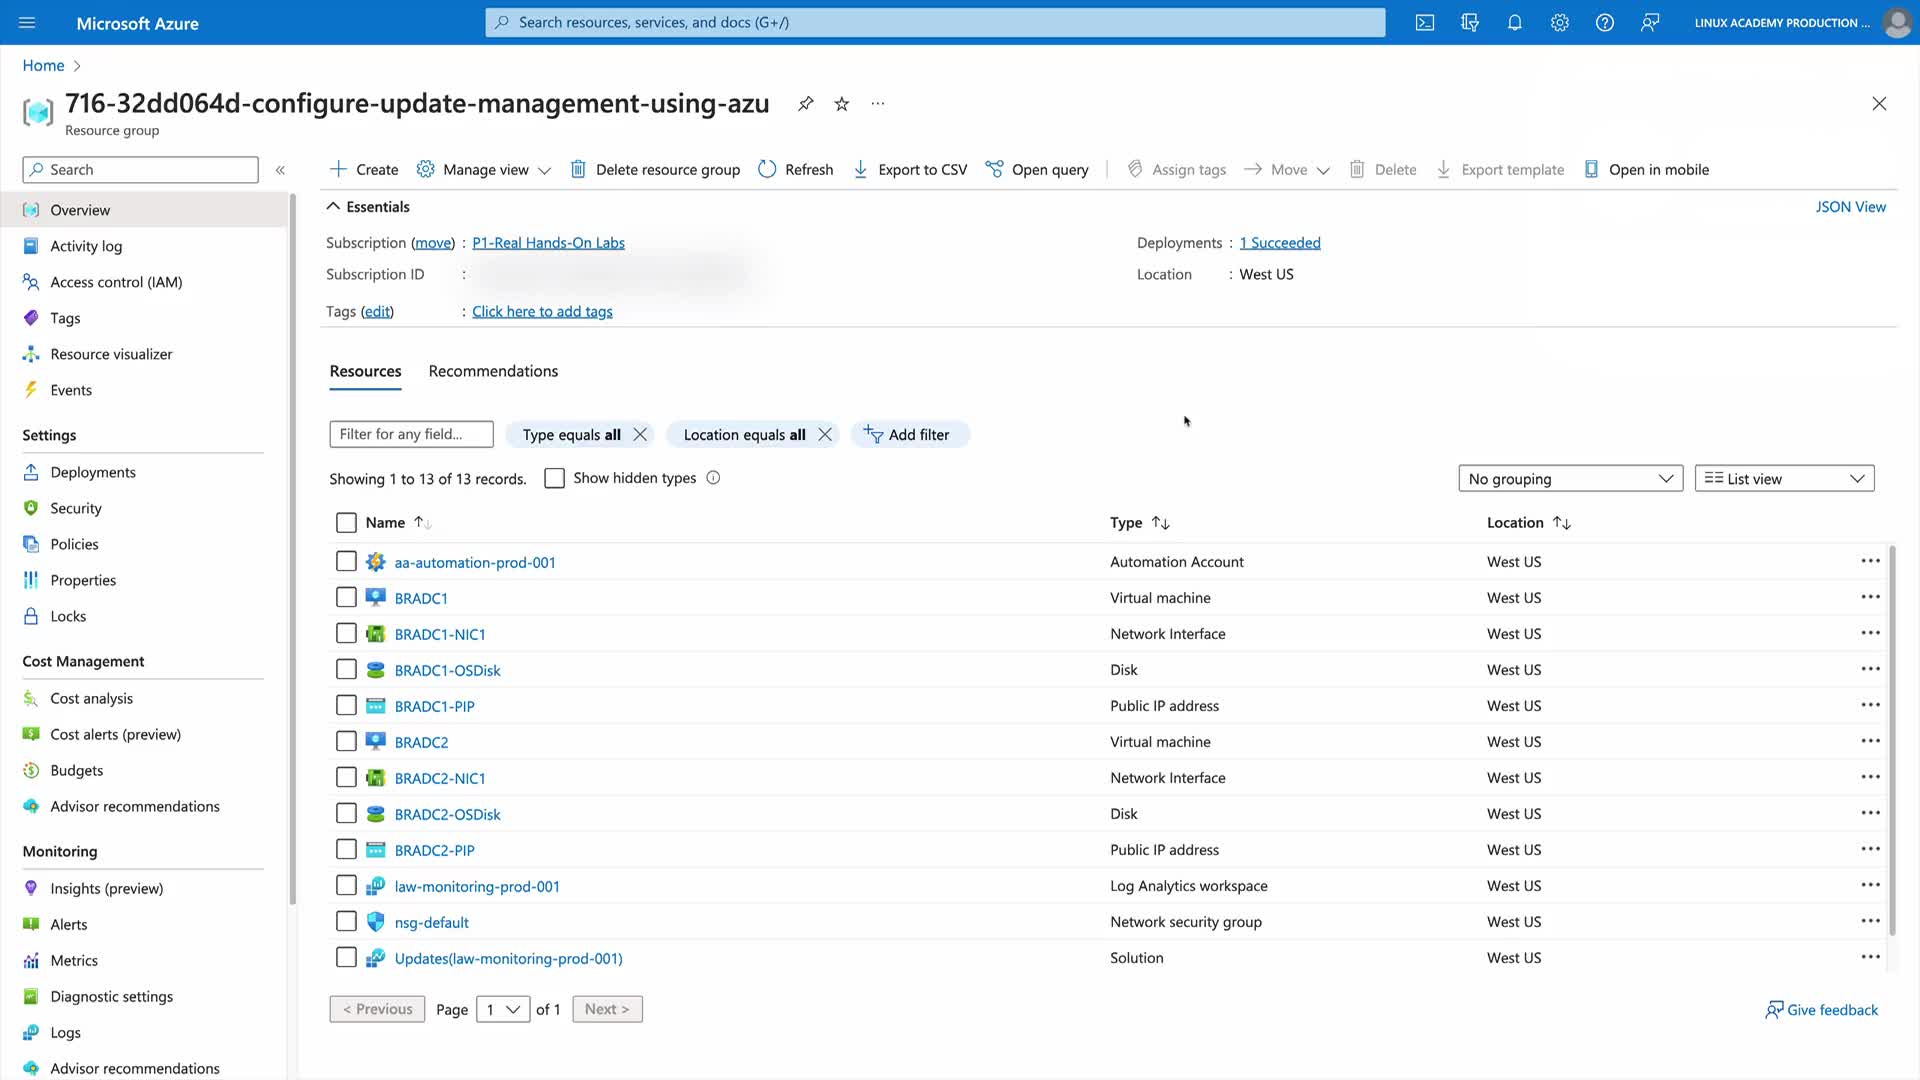 Microsoft Azure
Search resources, services, and docs (G+/)
LINUX ACADEMY PRODUCTION ...
Home
716-32dd064d-configure-update-management-using-azu
Resource group
Search
Create
Manage view
Delete resource group
Refresh
Export to CSV
Open query
Assign tags
Move
Delete
Export template
Open in mobile
Overview
Activity log
Access control (IAM)
Tags
Resource visualizer
Events
Settings
Deployments
Security
Policies
Properties
Locks
Cost Management
Cost analysis
Cost alerts (preview)
Budgets
Advisor recommendations
Monitoring
Insights (preview)
Alerts
Metrics
Diagnostic settings
Logs
Advisor recommendations
Essentials
JSON View
Subscription (move) : P1-Real Hands-On Labs
Deployments : 1 Succeeded
Subscription ID :
Location : West US
Tags (edit) : Click here to add tags
Resources
Recommendations
Filter for any field...
Type equals all
Location equals all
Add filter
Showing 1 to 13 of 13 records.
Show hidden types
No grouping
List view
Name Type Location
aa-automation-prod-001 Automation Account West US
BRADC1 Virtual machine West US
BRADC1-NIC1 Network Interface West US
BRADC1-OSDisk Disk West US
BRADC1-PIP Public IP address West US
BRADC2 Virtual machine West US
BRADC2-NIC1 Network Interface West US
BRADC2-OSDisk Disk West US
BRADC2-PIP Public IP address West US
law-monitoring-prod-001 Log Analytics workspace West US
nsg-default Network security group West US
Updates(law-monitoring-prod-001) Solution West US
< Previous Page 1 of 1 Next >
Give feedback